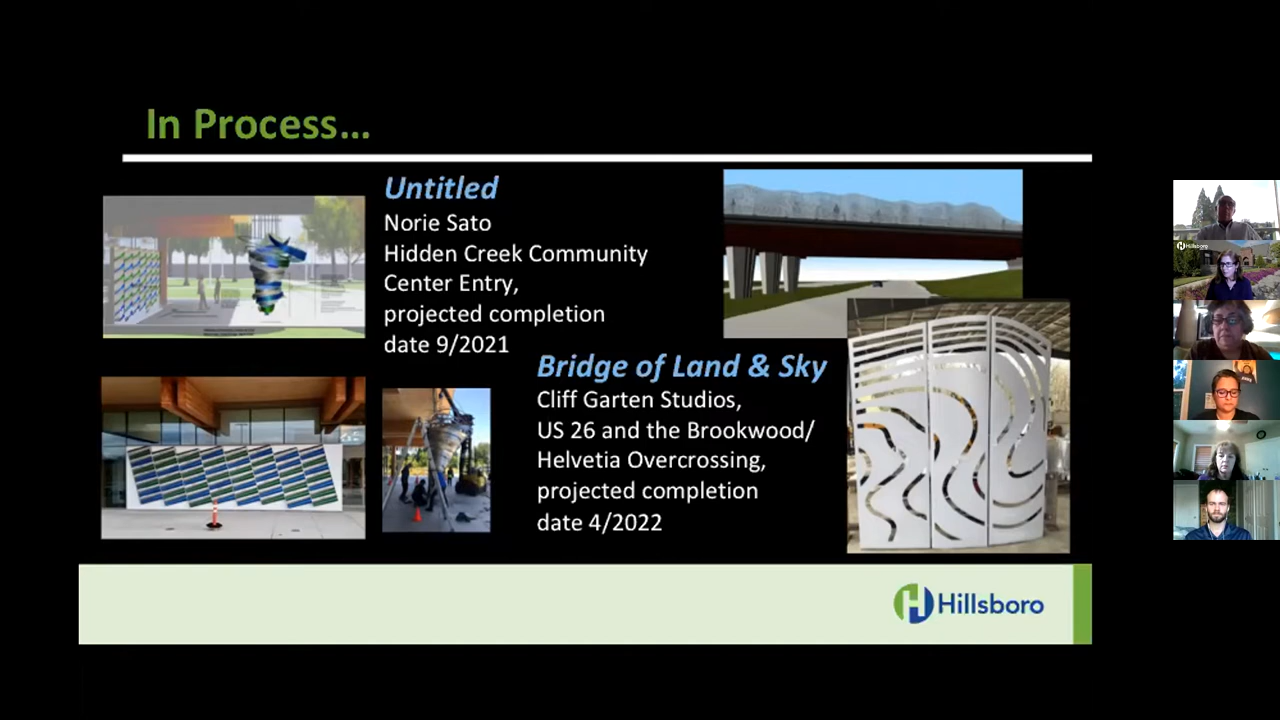 In Process...
Untitled
Norie Sato
Hidden Creek Community
Center Entry,
projected completion
date 9/2021
Bridge of Land & Sky
Cliff Garten Studios,
US 26 and the Brookwood/
Helvetia Overcrossing,
projected completion
date 4/2022
Hillsboro
Hillsboro